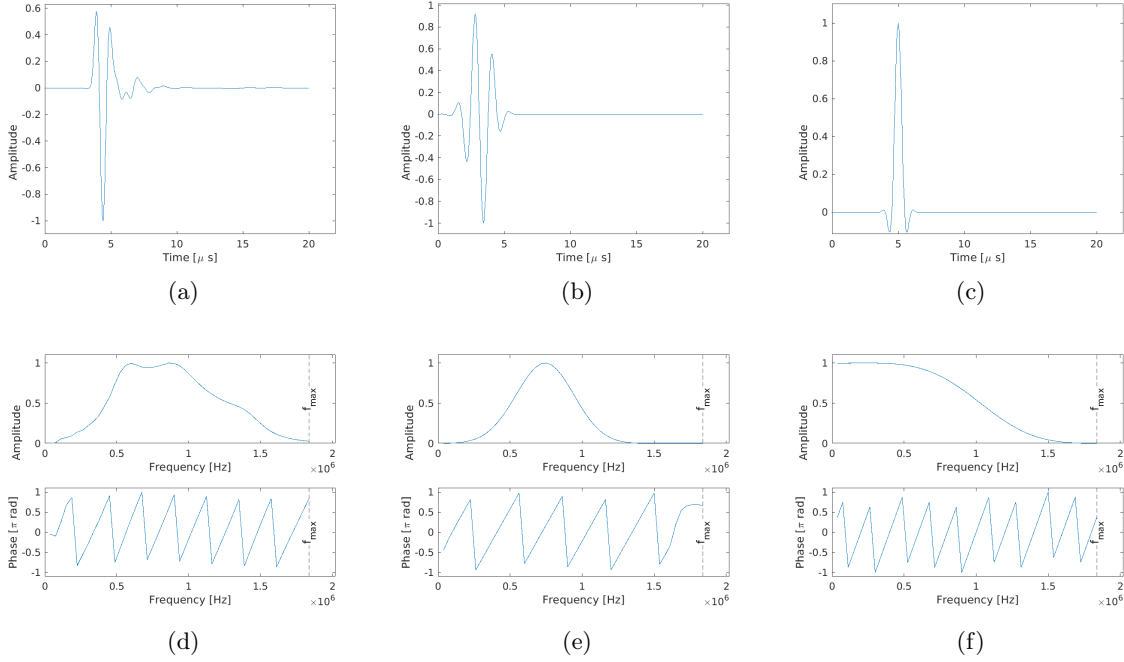 0.6
0.4
0.2
0
-0.2
-0.4
-0.6
-0.8
-1
Amplitude
0 5 10 15 20
Time [μ s]
(a)
1
0.8
0.6
0.4
0.2
0
-0.2
-0.4
-0.6
-0.8
-1
Amplitude
0 5 10 15 20
Time [μ s]
(b)
1
0.8
0.6
0.4
0.2
0
Amplitude
0 5 10 15 20
Time [μ s]
(c)
1
0.5
0
Amplitude
f_max
0 0.5 1 1.5 2
Frequency [Hz]
×10^6
1
0.5
0
-0.5
-1
Phase [π rad]
f_max
0 0.5 1 1.5 2
Frequency [Hz]
×10^6
(d)
1
0.5
0
Amplitude
f_max
0 0.5 1 1.5 2
Frequency [Hz]
×10^6
1
0.5
0
-0.5
-1
Phase [π rad]
f_max
0 0.5 1 1.5 2
Frequency [Hz]
×10^6
(e)
1
0.5
0
Amplitude
f_max
0 0.5 1 1.5 2
Frequency [Hz]
×10^6
1
0.5
0
-0.5
-1
Phase [π rad]
f_max
0 0.5 1 1.5 2
Frequency [Hz]
×10^6
(f)